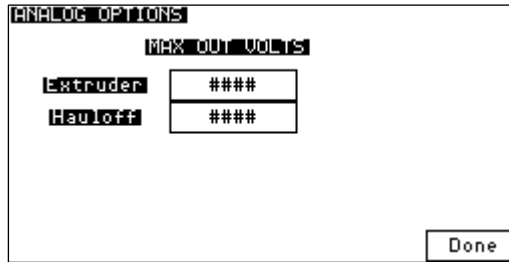 ANALOG OPTIONS
MAX OUT VOLTS
Extruder ####
Hauloff ####
Done